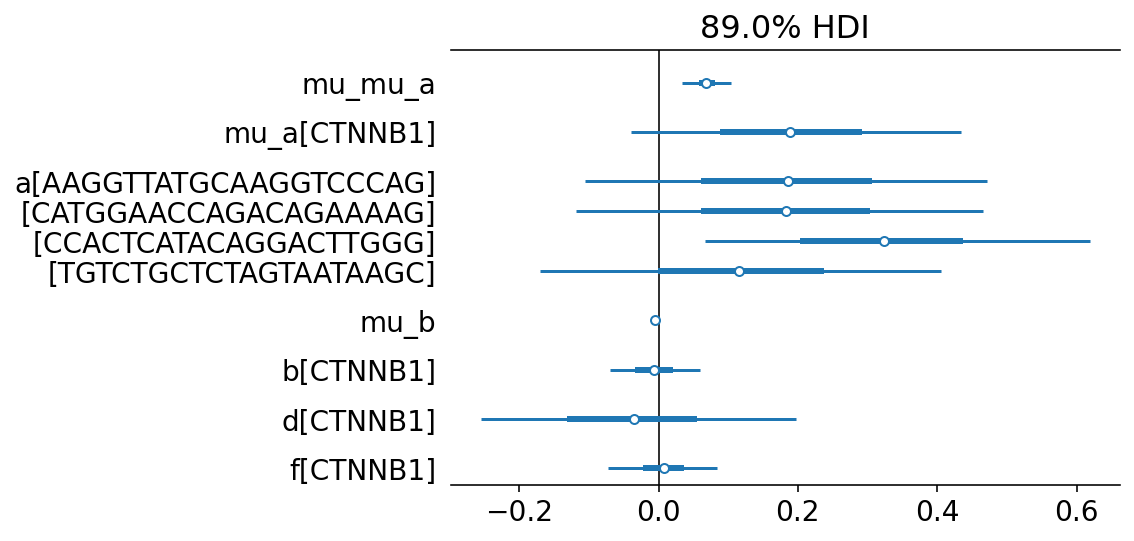 89.0% HDI
mu_mu_a
mu_a[CTNNB1]
a[AAGGTTATGCAAGGTCCCAG]
[CATGGAACCAGACAGAAAAG]
[CCACTCATACAGGACTTGGG]
[TGTCTGCTCTAGTAATAAGC]
mu_b
b[CTNNB1]
d[CTNNB1]
f[CTNNB1]
−0.2 0.0 0.2 0.4 0.6